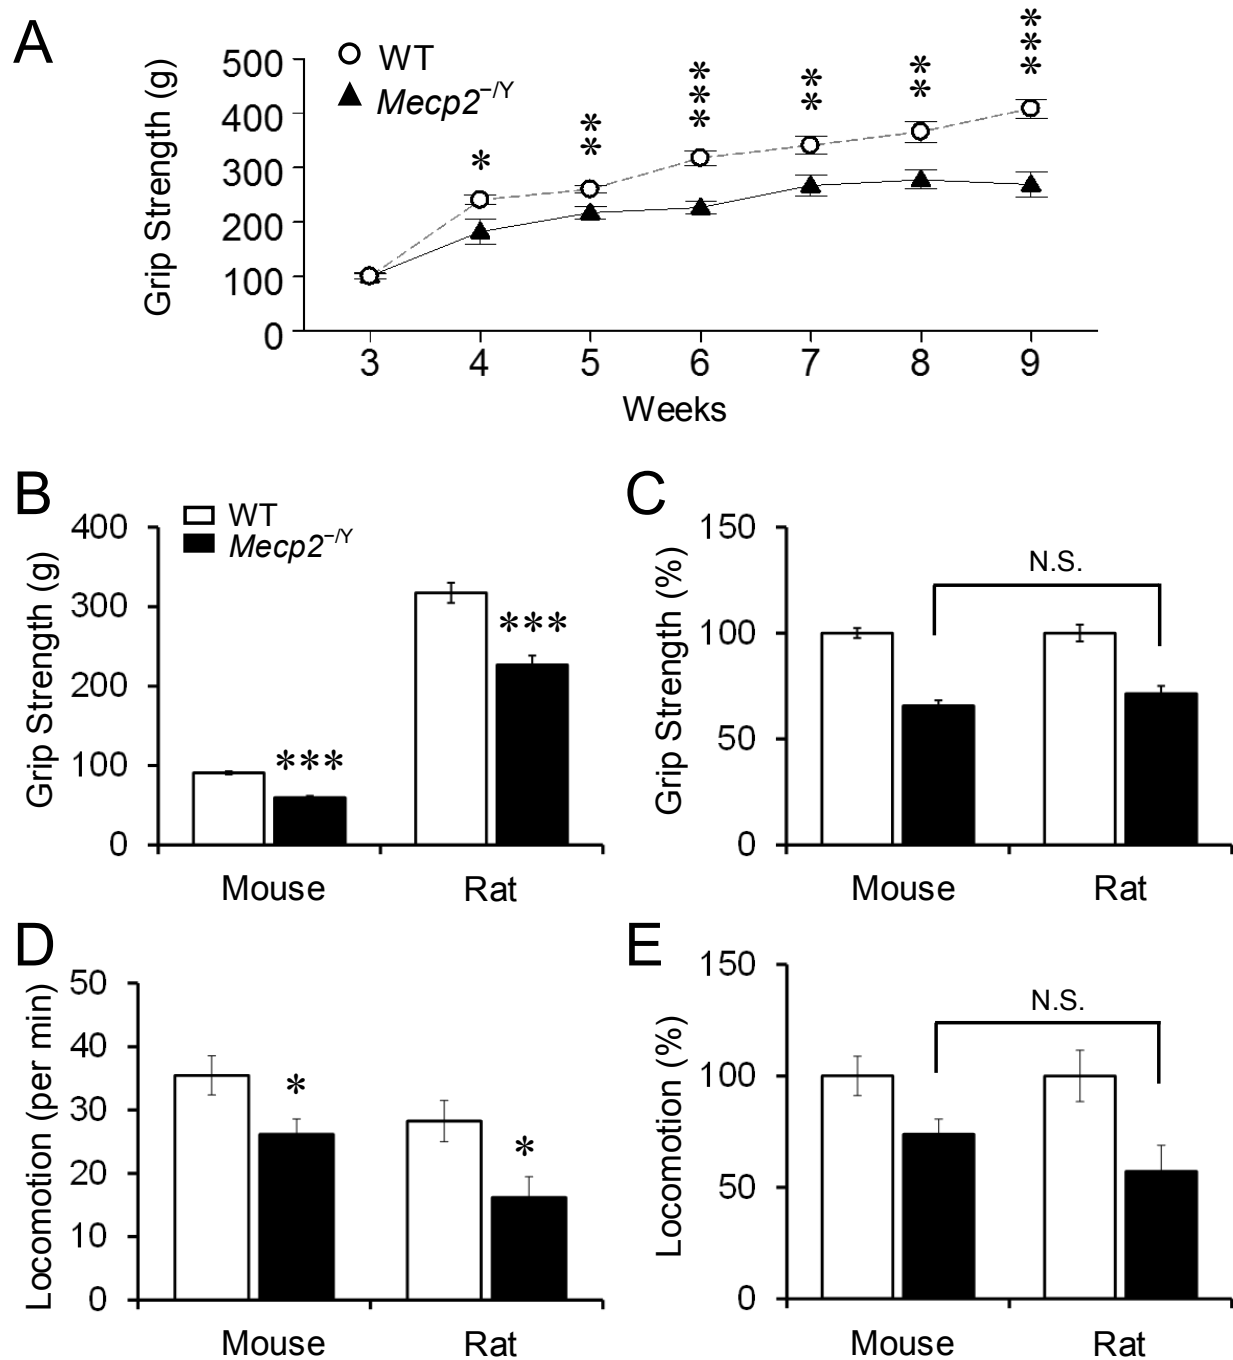 A
Grip Strength (g)
500
400
300
200
100
0
WT
Mecp2⁻/Y
*
**
***
**
**
***
3 4 5 6 7 8 9
Weeks
B
Grip Strength (g)
400
300
200
100
0
WT
Mecp2⁻/Y
***
***
Mouse Rat
C
Grip Strength (%)
150
100
50
0
N.S.
Mouse Rat
D
Locomotion (per min)
50
40
30
20
10
0
*
*
Mouse Rat
E
Locomotion (%)
150
100
50
0
N.S.
Mouse Rat